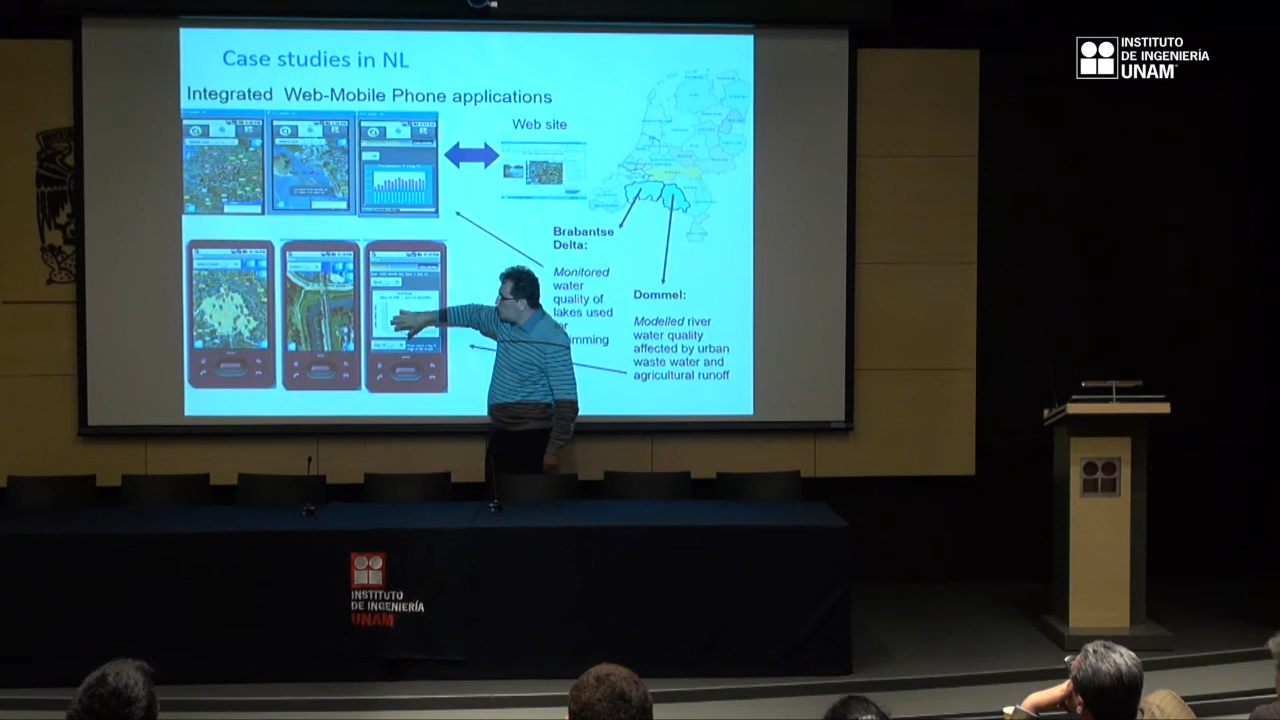 Case studies in NL
Integrated Web-Mobile Phone applications
Web site
Brabantse
Delta:
Monitored
water
quality of
lakes used
Dommel:
Modelled river
water quality
affected by urban
waste water and
agricultural runoff
INSTITUTO
DE INGENIERÍA
UNAM
INSTITUTO
DE INGENIERÍA
UNAM